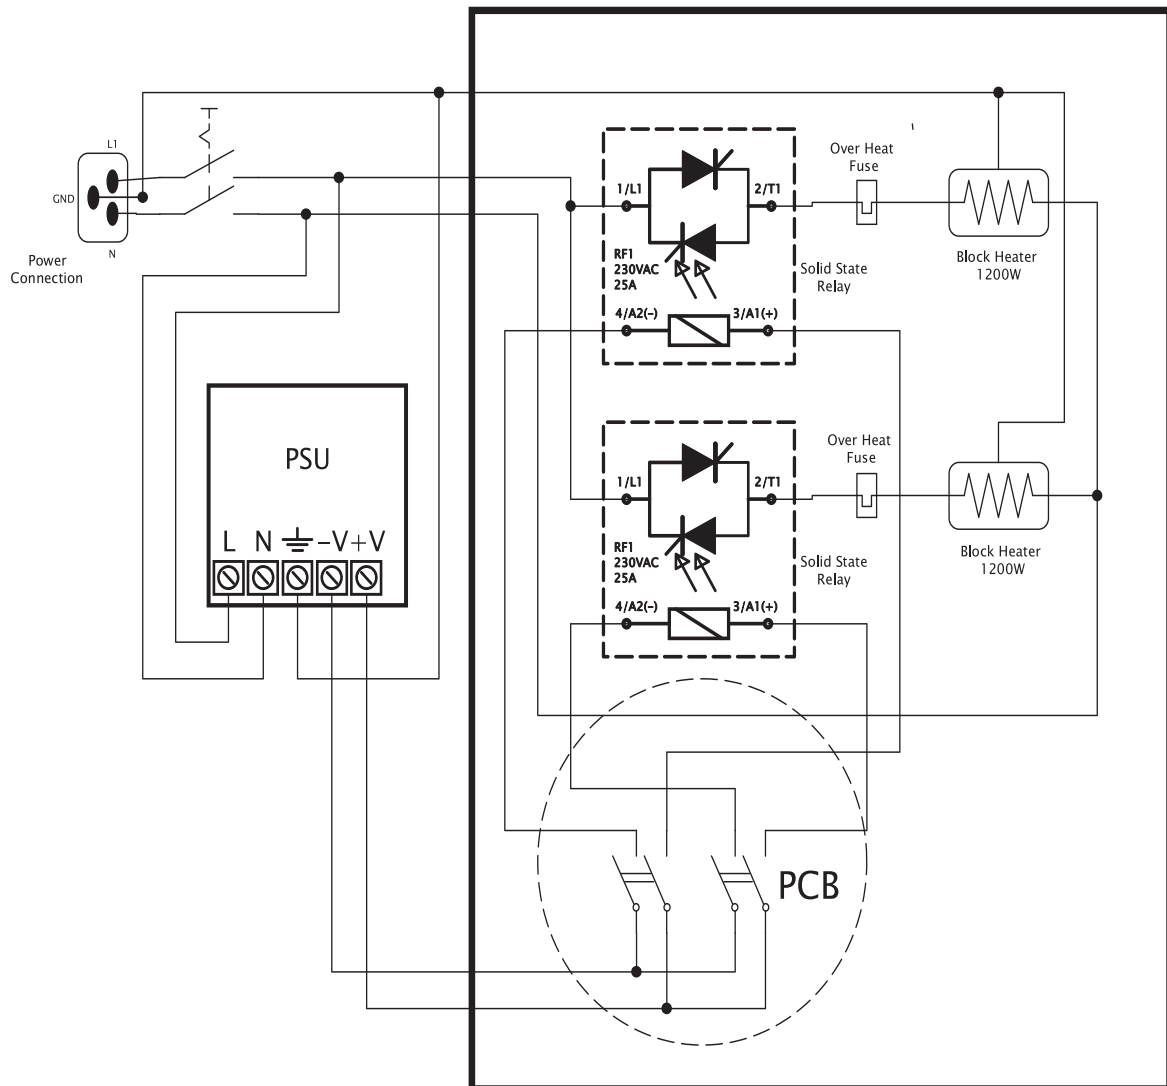 L1
GND
N
Power
Connection
1/L1
2/T1
RF1
230VAC
25A
4/A2(-)
3/A1(+)
Solid State
Relay
Over Heat
Fuse
Block Heater
1200W
PSU
L N -V +V
1/L1
2/T1
RF1
230VAC
25A
4/A2(-)
3/A1(+)
Solid State
Relay
Over Heat
Fuse
Block Heater
1200W
PCB